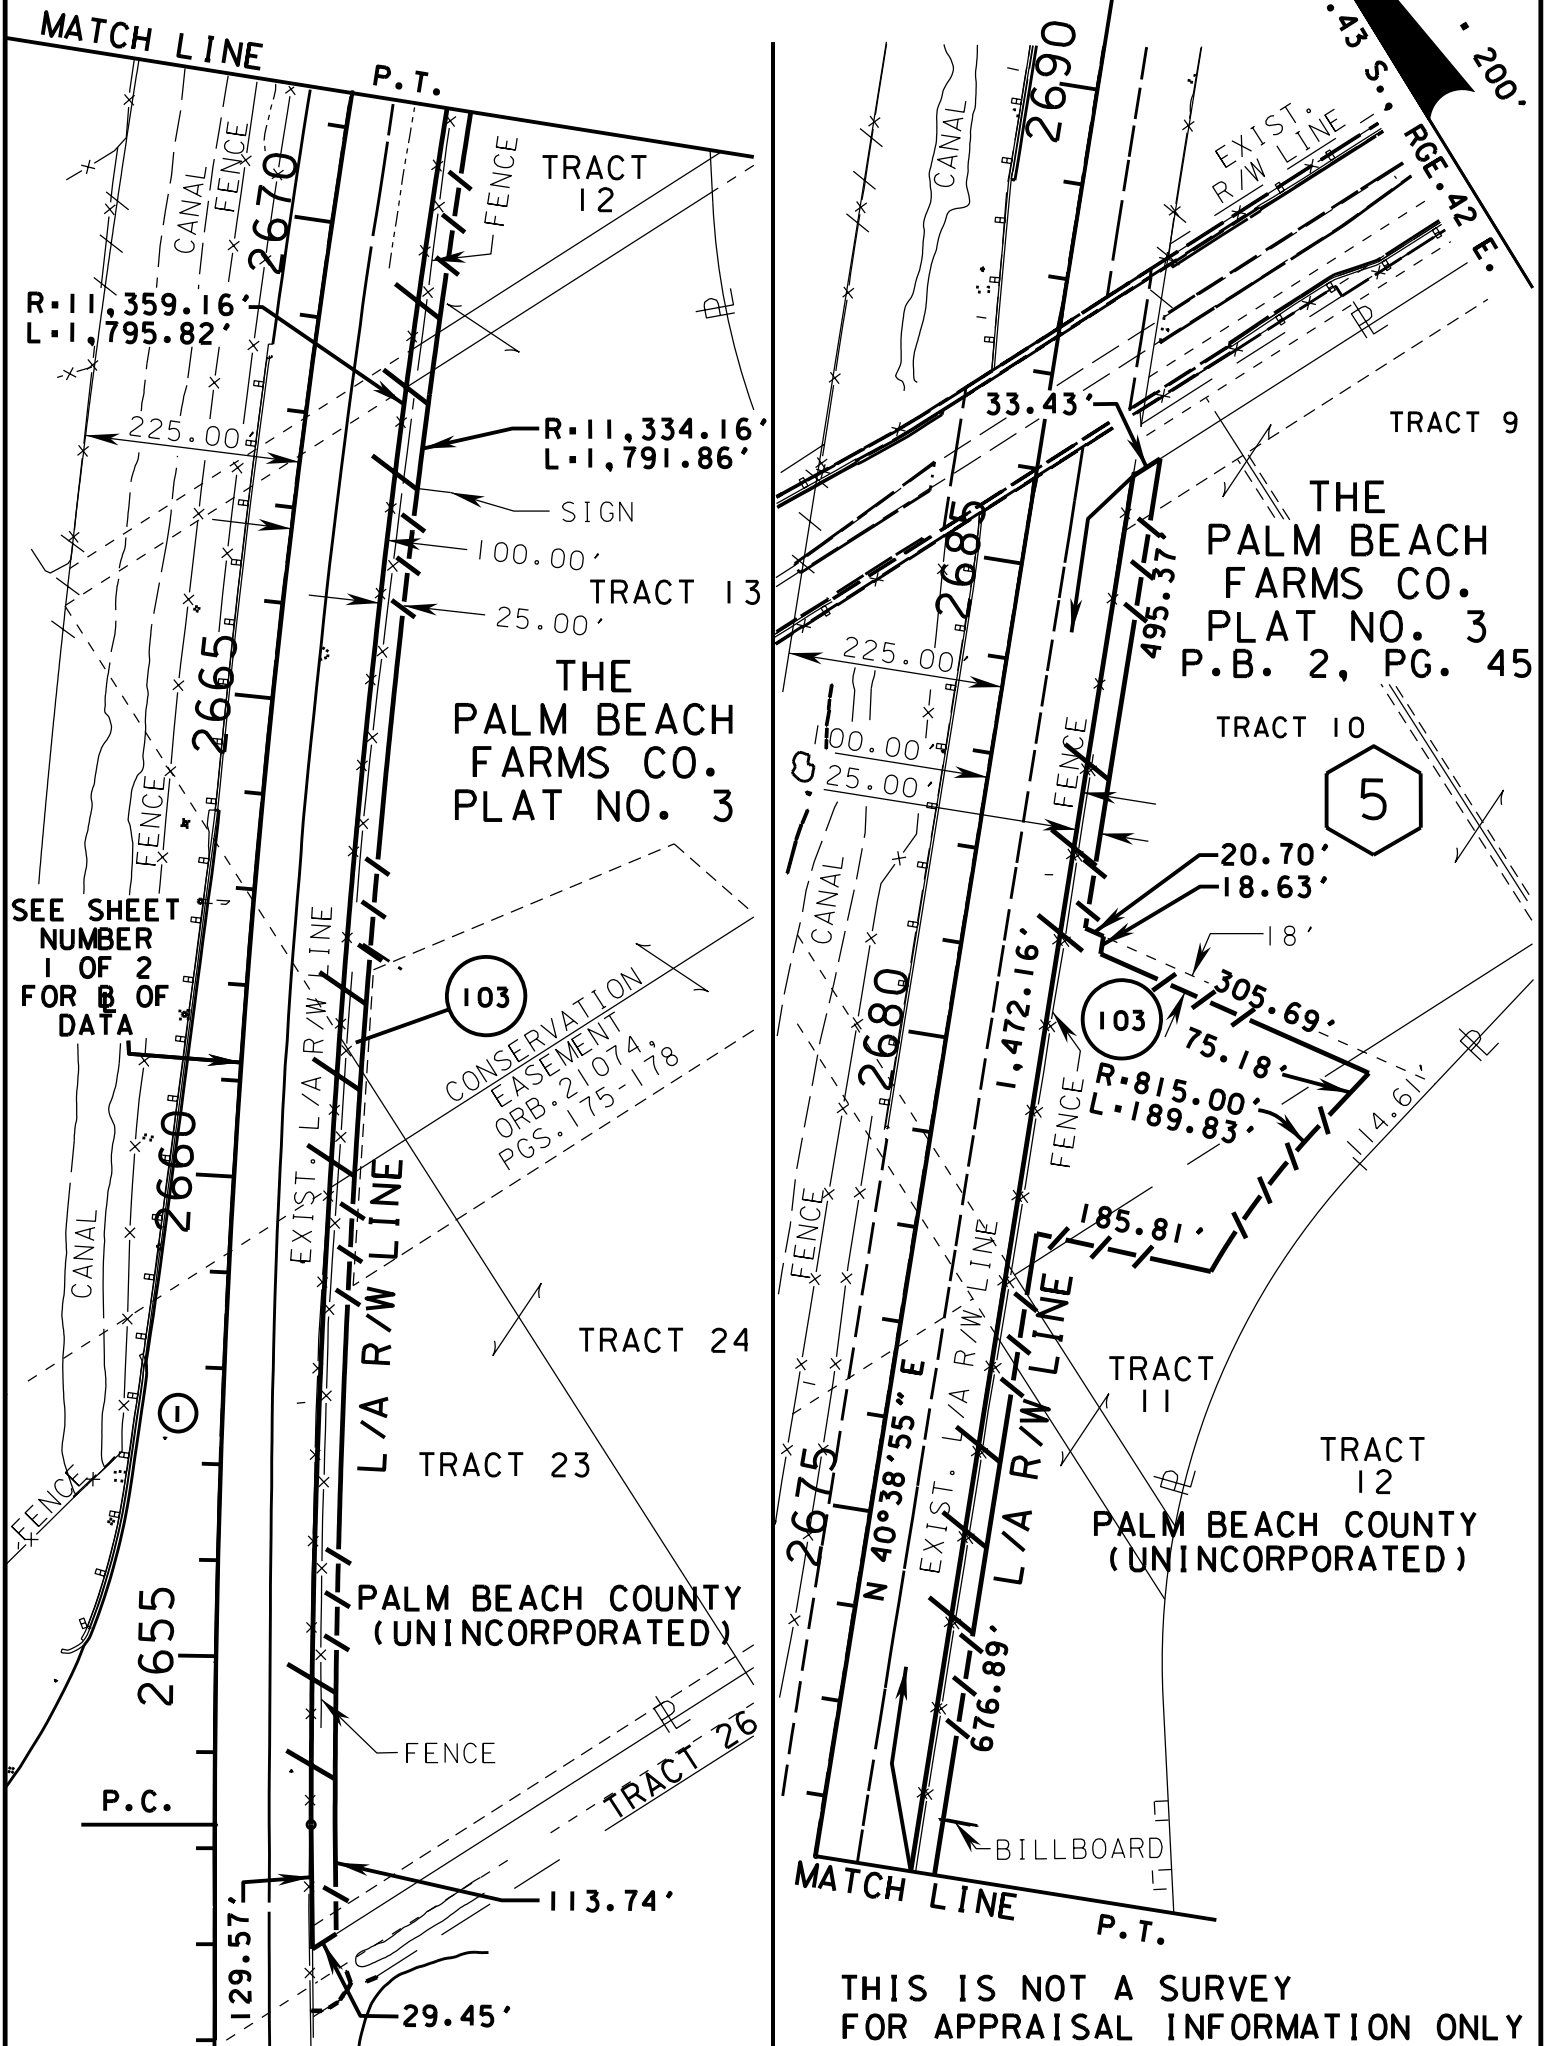 MATCH LINE
P.T.
CANAL
FENCE
2670
FENCE
TRACT
12
R=11,359.16'
L=1,795.82'
225.00'
R=11,334.16'
L=1,791.86'
SIGN
100.00'
TRACT 13
25.00'
2665
THE
PALM BEACH
FARMS CO.
PLAT NO. 3
FENCE
SEE SHEET
NUMBER
1 OF 2
FOR BL OF
DATA
EXIST. L/A R/W LINE
103
CONSERVATION
EASEMENT
ORB.21074,
PGS.175-178
2660
CANAL
L/A R/W LINE
TRACT 24
1
TRACT 23
FENCE
2655
PALM BEACH COUNTY
(UNINCORPORATED)
PL
FENCE
TRACT 26
P.C.
129.57'
113.74'
29.45'
2690
CANAL
EXIST.
R/W LINE
.43 S., RGE.42 E.
200'
PL
33.43'
TRACT 9
2685
THE
PALM BEACH
FARMS CO.
PLAT NO. 3
P.B. 2, PG. 45
495.37'
225.00'
TRACT 10
100.00'
25.00'
FENCE
5
20.70'
18.63'
CANAL
18'
1,472.16'
305.69'
103
2680
75.18'
R=815.00'
L=189.83'
PL
FENCE
114.61'
FENCE
185.81'
EXIST. L/A R/W LINE
L/A R/W LINE
TRACT
11
N 40°38'55" E
TRACT
12
PL
2675
PALM BEACH COUNTY
(UNINCORPORATED)
676.89'
BILLBOARD
MATCH LINE
P.T.
THIS IS NOT A SURVEY
FOR APPRAISAL INFORMATION ONLY